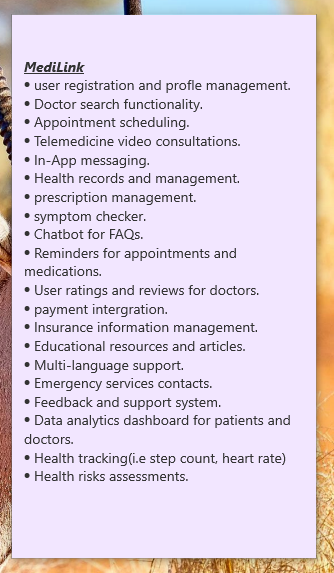 MediLink
• user registration and profle management.
• Doctor search functionality.
• Appointment scheduling.
• Telemedicine video consultations.
• In-App messaging.
• Health records and management.
• prescription management.
• symptom checker.
• Chatbot for FAQs.
• Reminders for appointments and
medications.
• User ratings and reviews for doctors.
• payment intergration.
• Insurance information management.
• Educational resources and articles.
• Multi-language support.
• Emergency services contacts.
• Feedback and support system.
• Data analytics dashboard for patients and
doctors.
• Health tracking(i.e step count, heart rate)
• Health risks assessments.